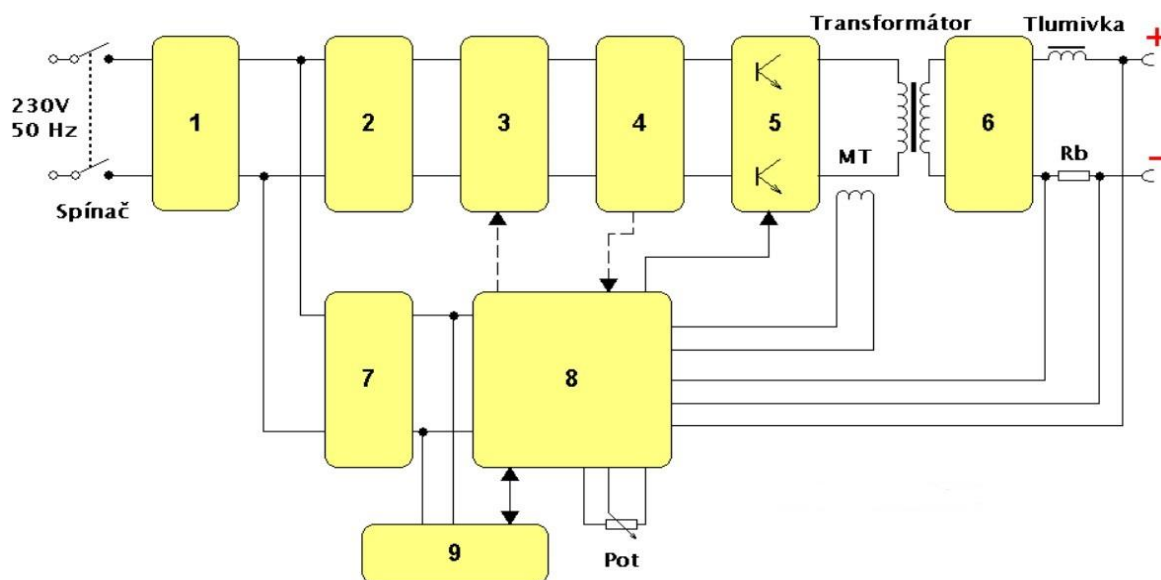 Transformátor
Tlumivka
+
230V
50 Hz
1
2
3
4
5
6
MT
Rb
-
Spínač
7
8
9
Pot